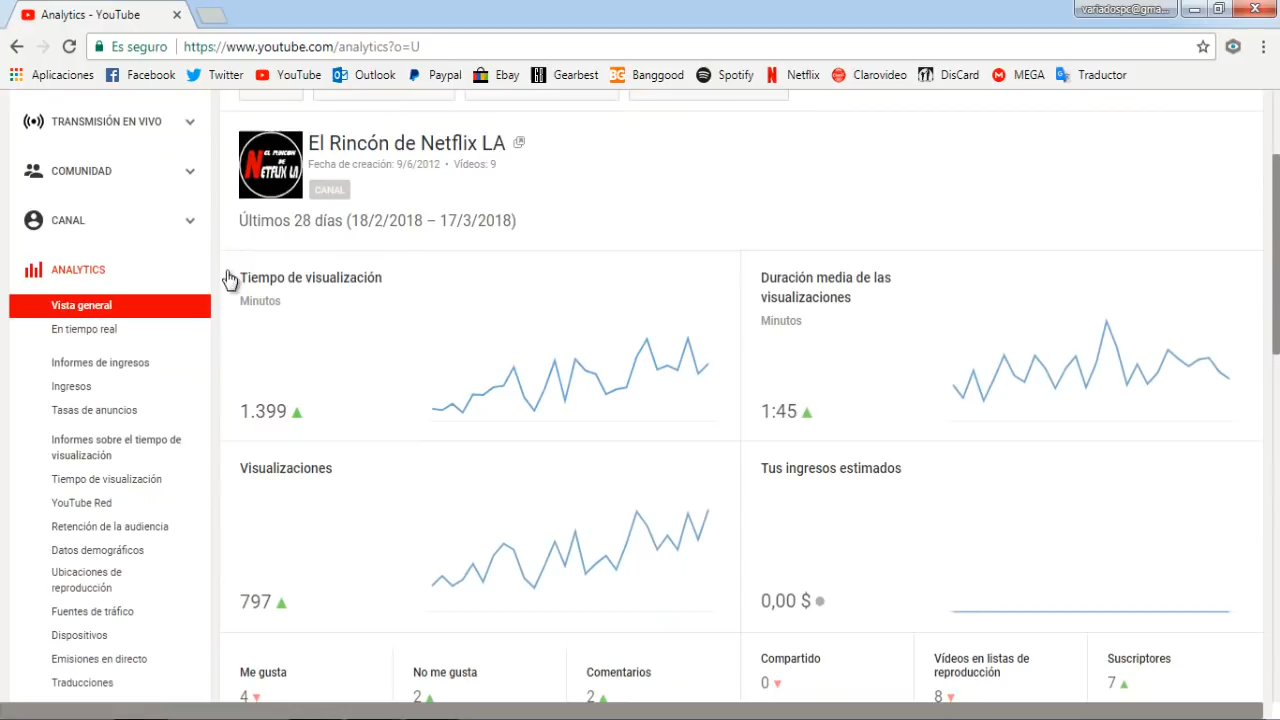 Analytics - YouTube
variadospc@gma...
Es seguro
https://www.youtube.com/analytics?o=U
Aplicaciones
Facebook
Twitter
YouTube
Outlook
Paypal
Ebay
Gearbest
Banggood
Spotify
Netflix
Clarovideo
DisCard
MEGA
Traductor
TRANSMISIÓN EN VIVO
COMUNIDAD
CANAL
ANALYTICS
Vista general
En tiempo real
Informes de ingresos
Ingresos
Tasas de anuncios
Informes sobre el tiempo de
visualización
Tiempo de visualización
YouTube Red
Retención de la audiencia
Datos demográficos
Ubicaciones de
reproducción
Fuentes de tráfico
Dispositivos
Emisiones en directo
Traducciones
EL RINCON
DE
NETFLIX LA
El Rincón de Netflix LA
Fecha de creación: 9/6/2012 • Vídeos: 9
CANAL
Últimos 28 días (18/2/2018 – 17/3/2018)
Tiempo de visualización
Minutos
1.399
Duración media de las
visualizaciones
Minutos
1:45
Visualizaciones
797
Tus ingresos estimados
0,00 $
Me gusta
4
No me gusta
2
Comentarios
2
Compartido
0
Vídeos en listas de
reproducción
8
Suscriptores
7